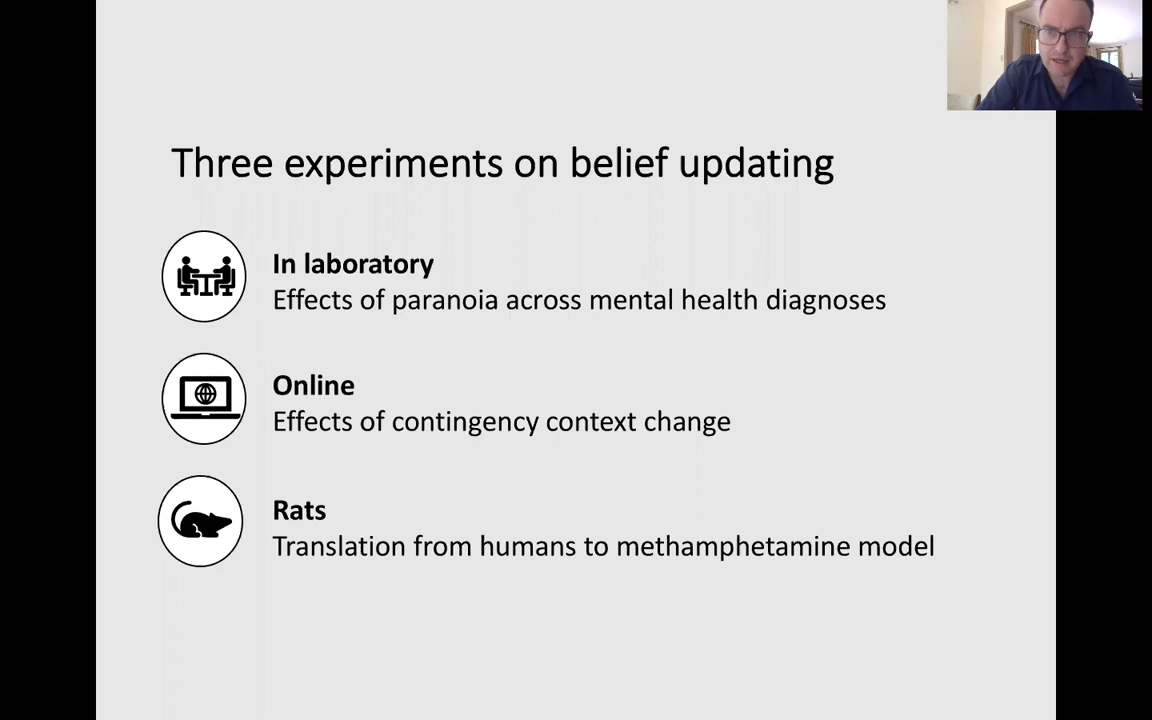 Three experiments on belief updating
In laboratory
Effects of paranoia across mental health diagnoses
Online
Effects of contingency context change
Rats
Translation from humans to methamphetamine model